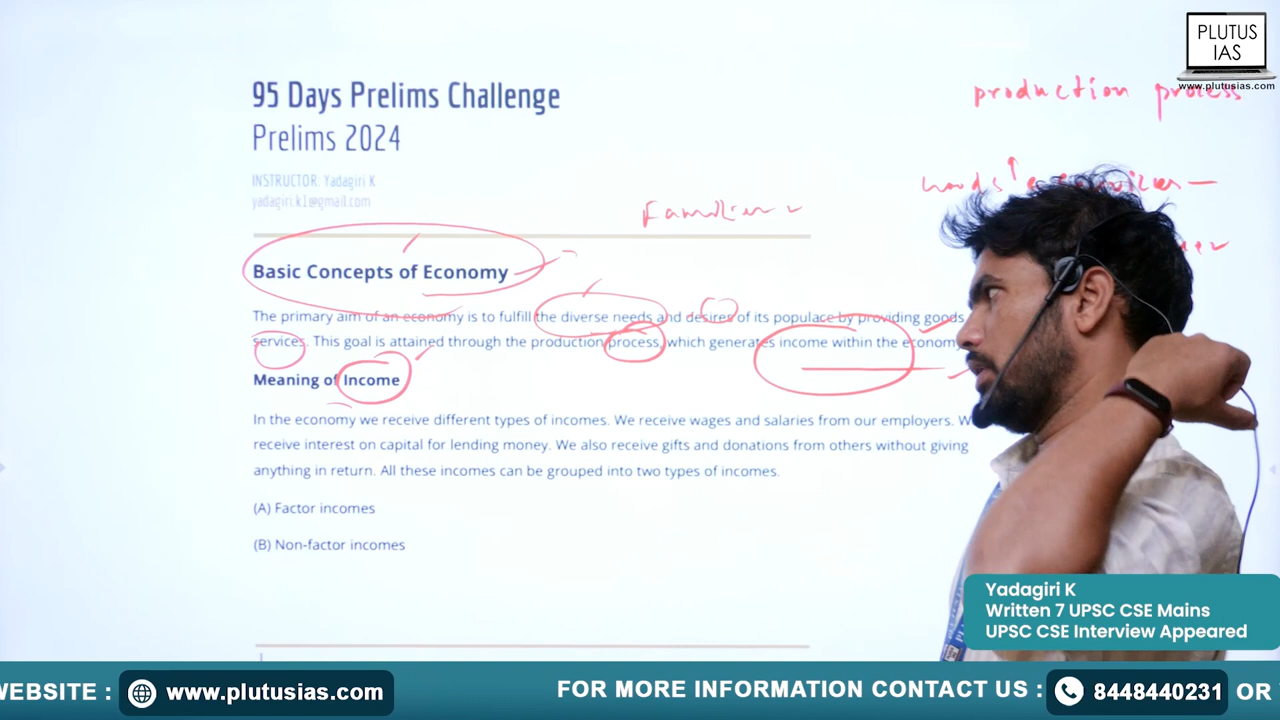 PLUTUS
IAS
www.plutusias.com
95 Days Prelims Challenge
Prelims 2024
INSTRUCTOR: Yadagiri K
yadagiri.k1@gmail.com
production process
Basic Concepts of Economy
The primary aim of an economy is to fulfill the diverse needs and desires of its populace by providing goods
services. This goal is attained through the production process, which generates income within the econom
Meaning of Income
In the economy we receive different types of incomes. We receive wages and salaries from our employers. W
receive interest on capital for lending money. We also receive gifts and donations from others without giving
anything in return. All these incomes can be grouped into two types of incomes.
(A) Factor incomes
(B) Non-factor incomes
Yadagiri K
Written 7 UPSC CSE Mains
UPSC CSE Interview Appeared
WEBSITE : www.plutusias.com FOR MORE INFORMATION CONTACT US : 8448440231 OR